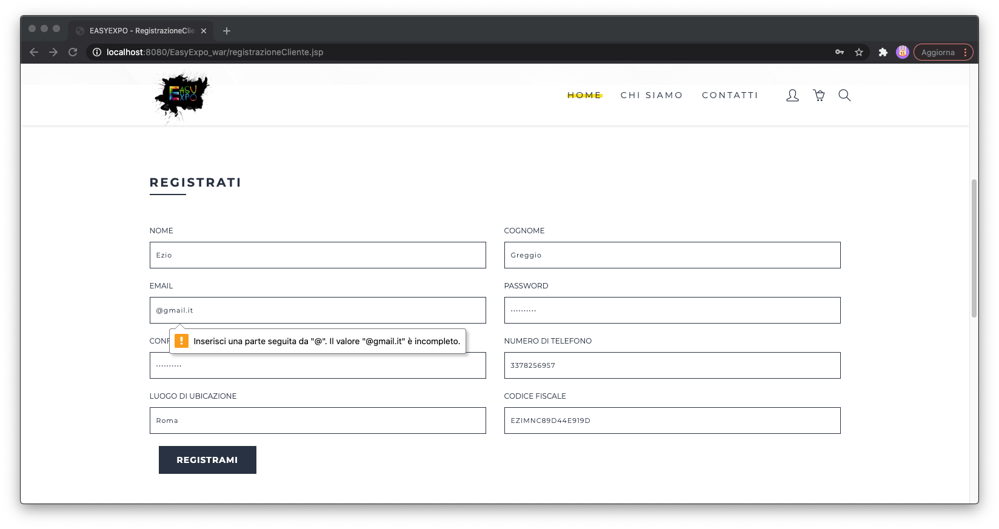 EASYEXPO - RegistrazioneClie
localhost:8080/EasyExpo_war/registrazioneCliente.jsp
Aggiorna
EASY
EXPO
HOME CHI SIAMO CONTATTI
REGISTRATI
NOME COGNOME
Ezio Greggio
EMAIL PASSWORD
@gmail.it ··········
CONF NUMERO DI TELEFONO
Inserisci una parte seguita da "@". Il valore "@gmail.it" è incompleto.
·········· 3378256957
LUOGO DI UBICAZIONE CODICE FISCALE
Roma EZIMNC89D44E919D
REGISTRAMI